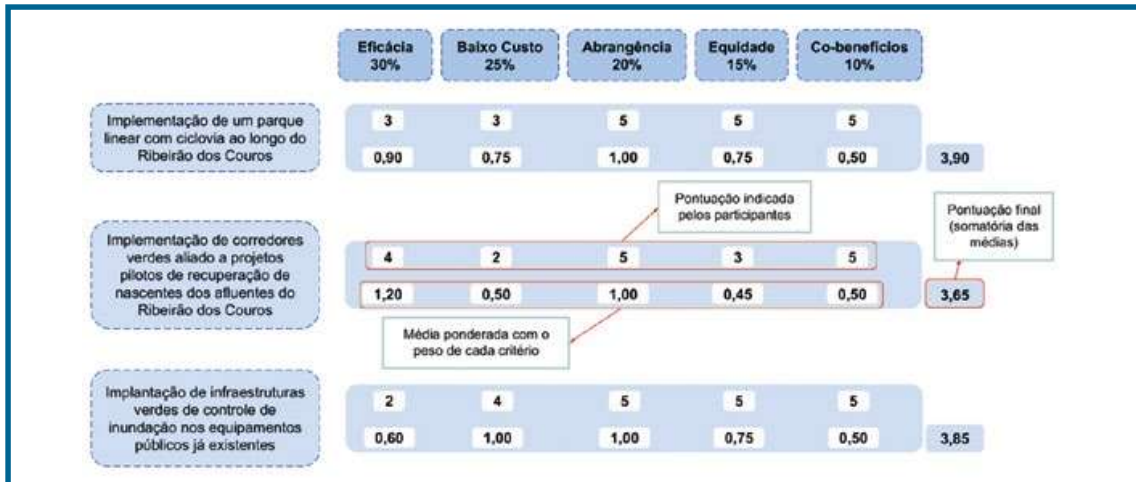 Eficácia
30%
Baixo Custo
25%
Abrangência
20%
Equidade
15%
Co-benefícios
10%
Implementação de um parque
linear com ciclovia ao longo do
Ribeirão dos Couros
3 3 5 5 5
0,90 0,75 1,00 0,75 0,50 3,90
Pontuação indicada
pelos participantes
Pontuação final
(somatória das
médias)
Implementação de corredores
verdes aliado a projetos
pilotos de recuperação de
nascentes dos afluentes do
Ribeirão dos Couros
4 2 5 3 5
1,20 0,50 1,00 0,45 0,50 3,65
Média ponderada com o
peso de cada critério
Implantação de infraestruturas
verdes de controle de
inundação nos equipamentos
públicos já existentes
2 4 5 5 5
0,60 1,00 1,00 0,75 0,50 3,85